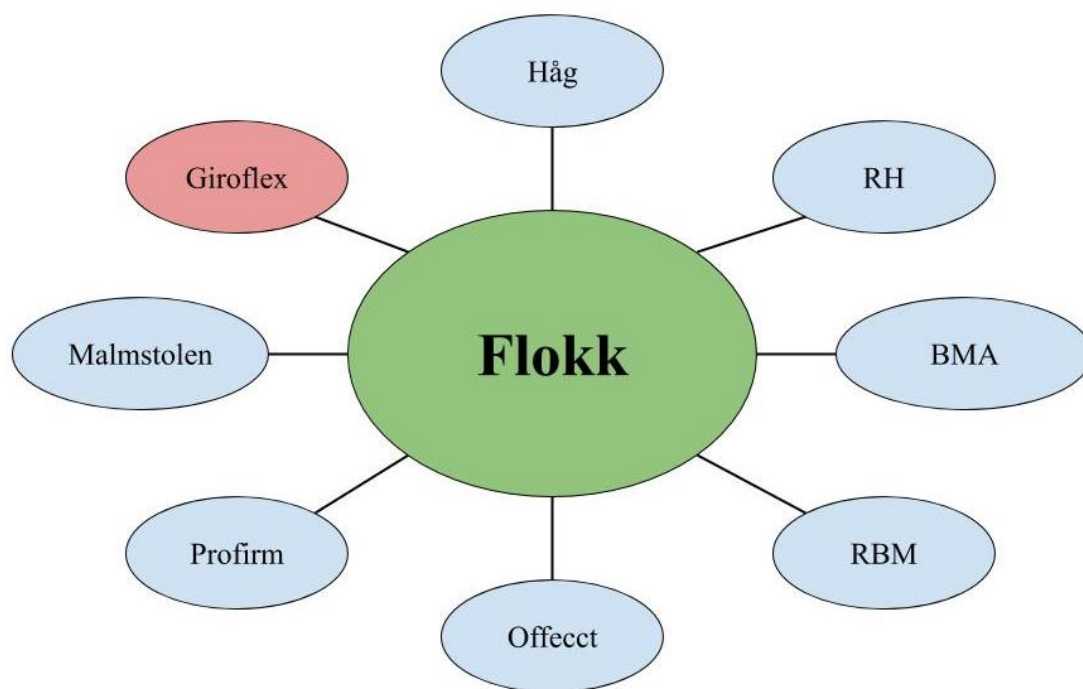 Håg
Giroflex
RH
Malmstolen
Flokk
BMA
Profirm
RBM
Offecct